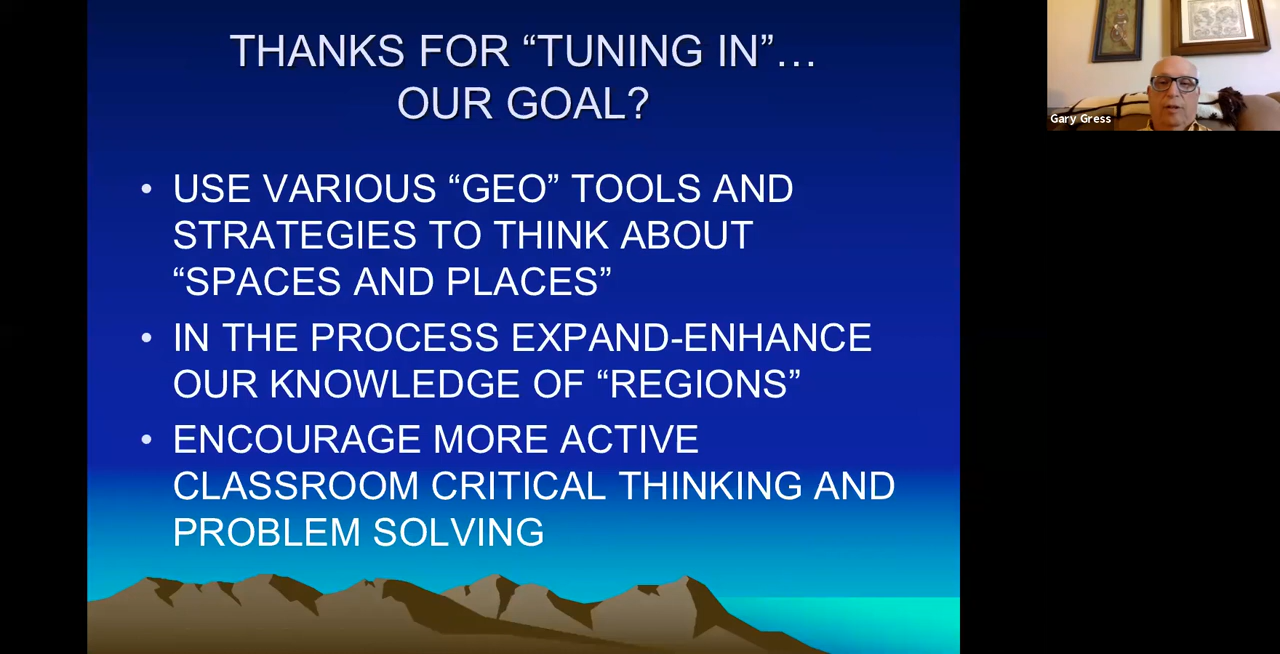 THANKS FOR “TUNING IN”…
OUR GOAL?
• USE VARIOUS “GEO” TOOLS AND
STRATEGIES TO THINK ABOUT
“SPACES AND PLACES”
• IN THE PROCESS EXPAND-ENHANCE
OUR KNOWLEDGE OF “REGIONS”
• ENCOURAGE MORE ACTIVE
CLASSROOM CRITICAL THINKING AND
PROBLEM SOLVING
Gary Gress